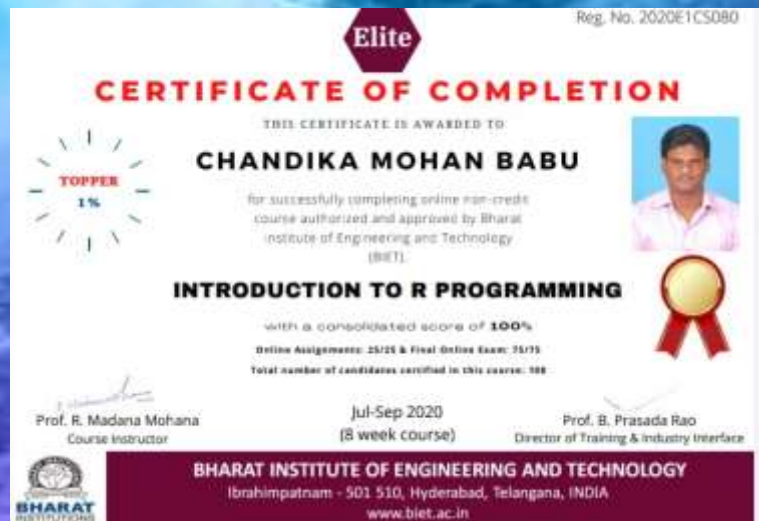 Reg. No. 2020E1CS080
Elite
CERTIFICATE OF COMPLETION
THIS CERTIFICATE IS AWARDED TO
CHANDIKA MOHAN BABU
TOPPER
1%
for successfully completing online non-credit
course authorized and approved by Bharat
Institute of Engineering and Technology
(BIET).
INTRODUCTION TO R PROGRAMMING
with a consolidated score of 100%
Online Assignments: 25/25 & Final Online Exam: 75/75
Total number of candidates certified in this course:
Prof. R. Madana Mohana
Course Instructor
Jul-Sep 2020
(8 week course)
Prof. B. Prasada Rao
Director of Training & Industry Interface
BHARAT
INSTITUTIONS
BHARAT INSTITUTE OF ENGINEERING AND TECHNOLOGY
Ibrahimpatnam - 501 510, Hyderabad, Telangana, INDIA
www.biet.ac.in